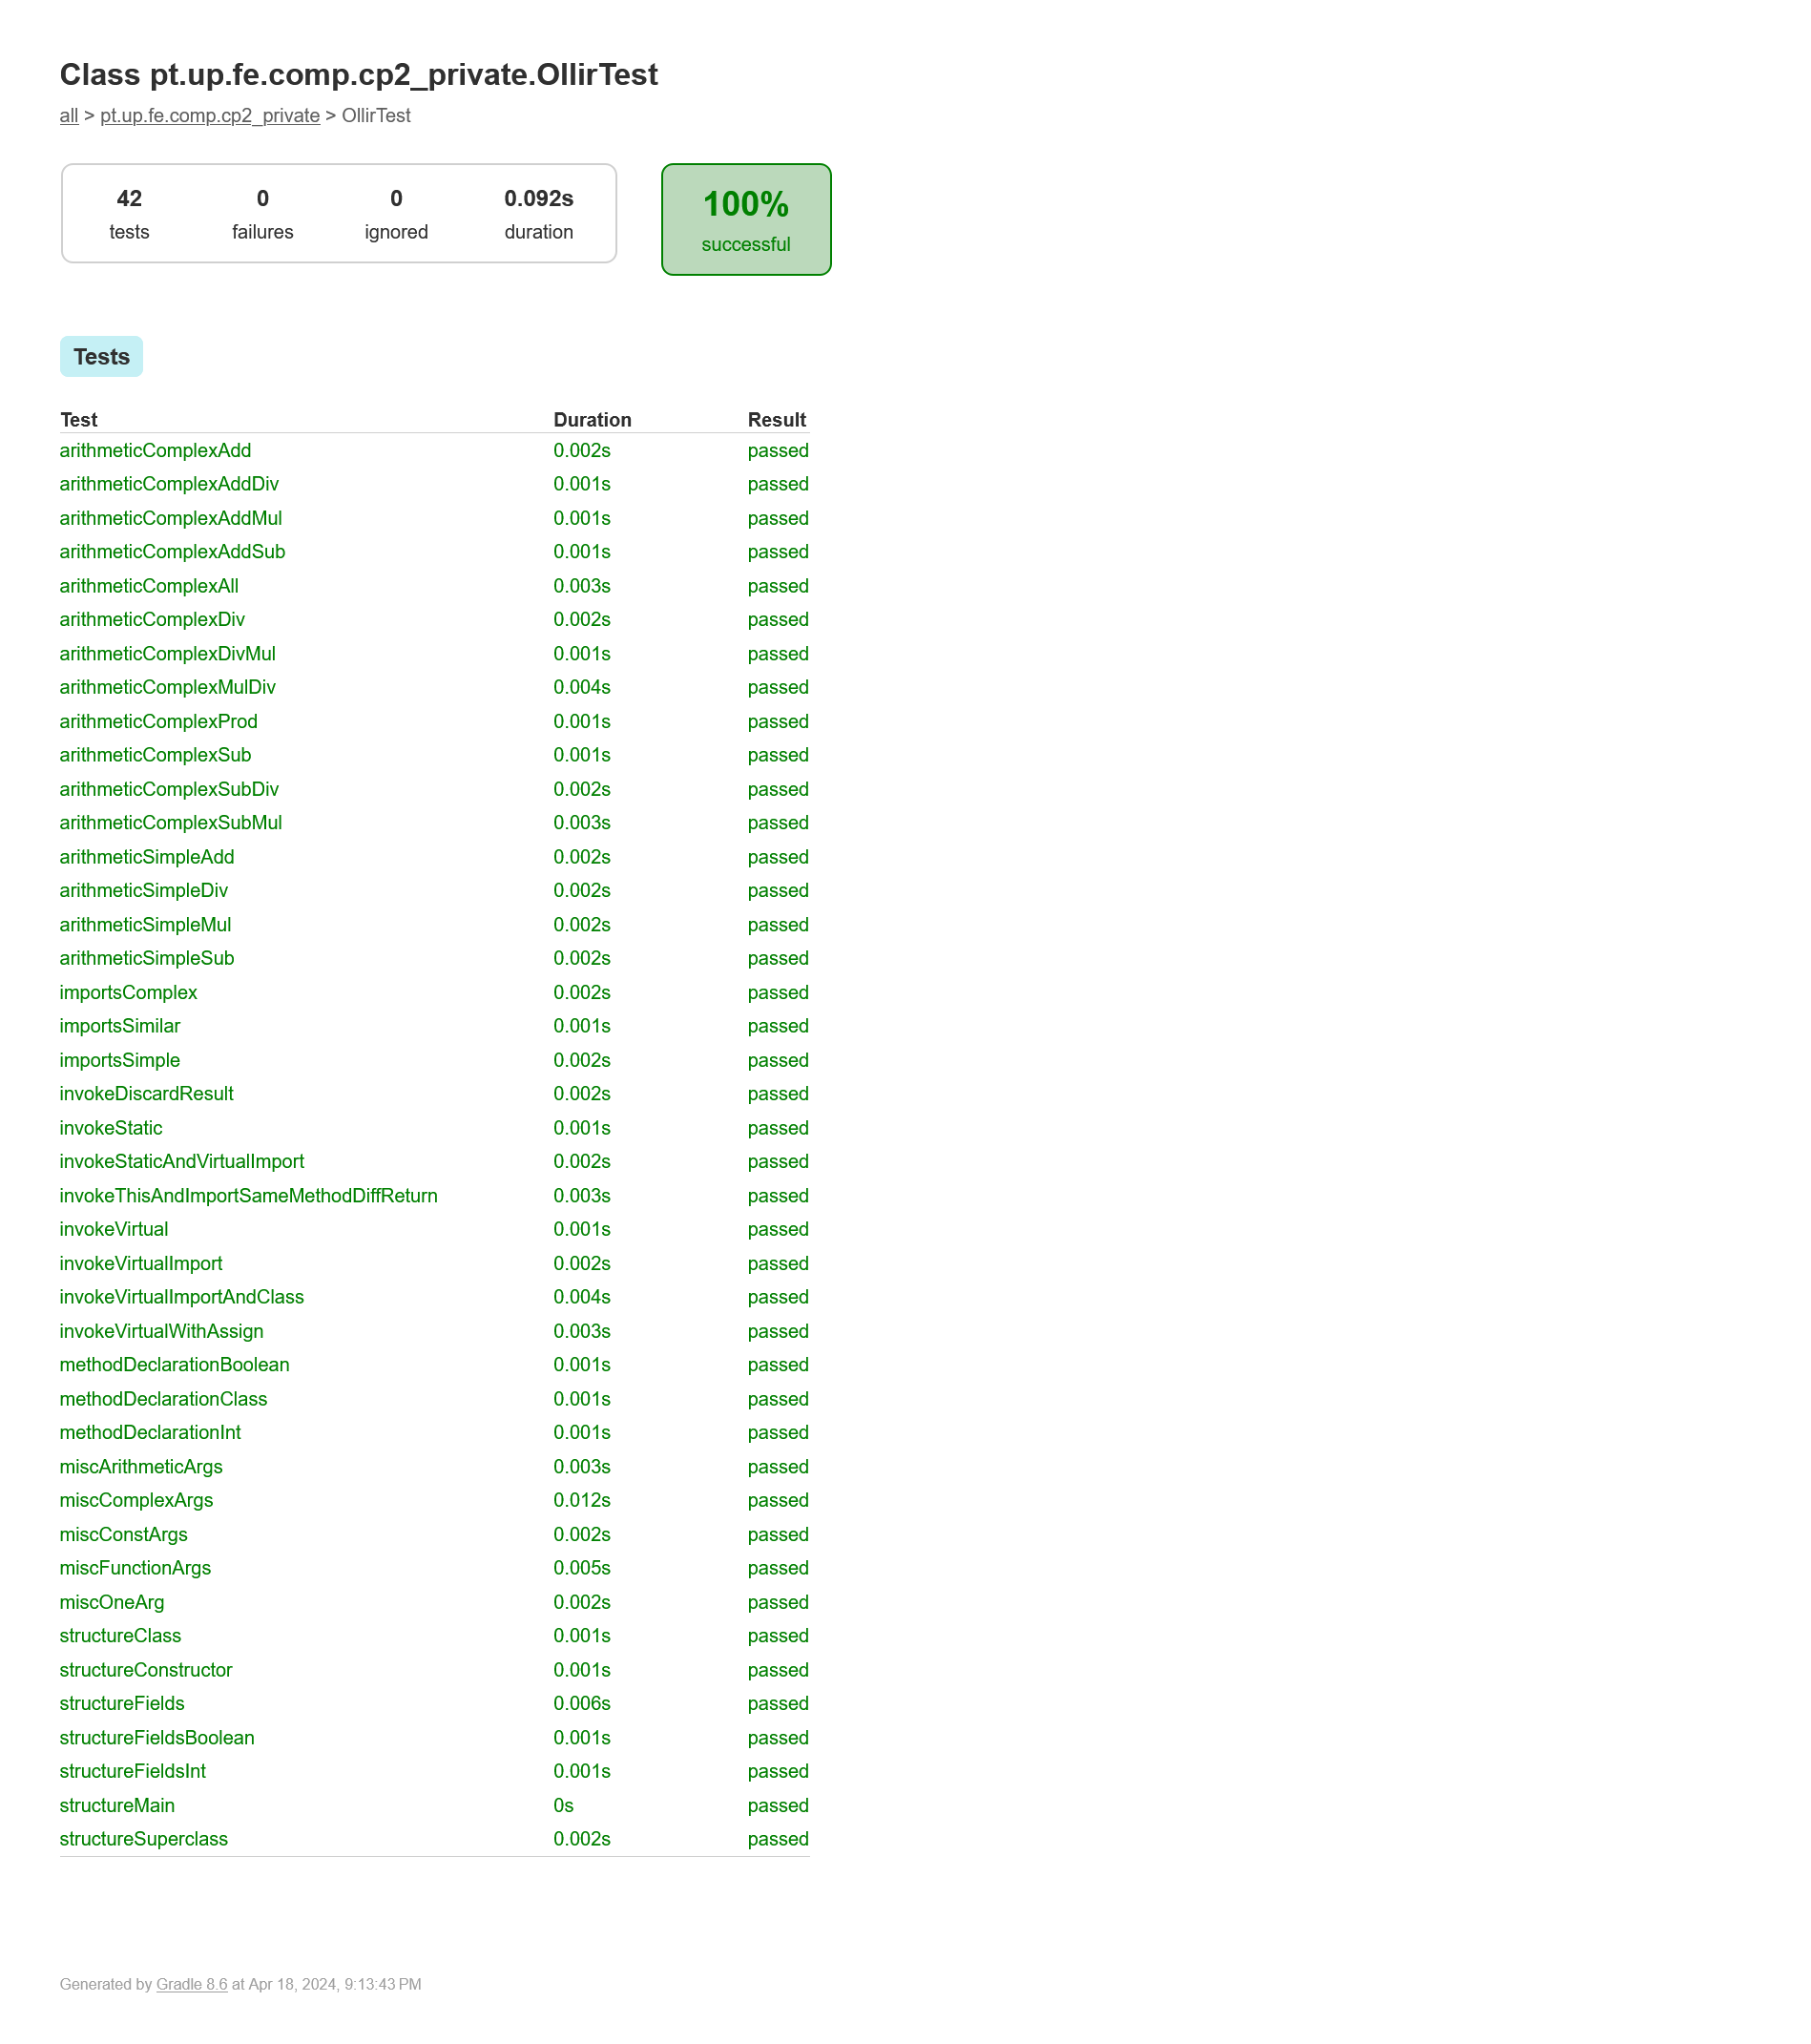 Class pt.up.fe.comp.cp2_private.OllirTest
all > pt.up.fe.comp.cp2_private > OllirTest
42 0 0 0.092s
tests failures ignored duration
100%
successful
Tests
Test Duration Result
arithmeticComplexAdd 0.002s passed
arithmeticComplexAddDiv 0.001s passed
arithmeticComplexAddMul 0.001s passed
arithmeticComplexAddSub 0.001s passed
arithmeticComplexAll 0.003s passed
arithmeticComplexDiv 0.002s passed
arithmeticComplexDivMul 0.001s passed
arithmeticComplexMulDiv 0.004s passed
arithmeticComplexProd 0.001s passed
arithmeticComplexSub 0.001s passed
arithmeticComplexSubDiv 0.002s passed
arithmeticComplexSubMul 0.003s passed
arithmeticSimpleAdd 0.002s passed
arithmeticSimpleDiv 0.002s passed
arithmeticSimpleMul 0.002s passed
arithmeticSimpleSub 0.002s passed
importsComplex 0.002s passed
importsSimilar 0.001s passed
importsSimple 0.002s passed
invokeDiscardResult 0.002s passed
invokeStatic 0.001s passed
invokeStaticAndVirtualImport 0.002s passed
invokeThisAndImportSameMethodDiffReturn 0.003s passed
invokeVirtual 0.001s passed
invokeVirtualImport 0.002s passed
invokeVirtualImportAndClass 0.004s passed
invokeVirtualWithAssign 0.003s passed
methodDeclarationBoolean 0.001s passed
methodDeclarationClass 0.001s passed
methodDeclarationInt 0.001s passed
miscArithmeticArgs 0.003s passed
miscComplexArgs 0.012s passed
miscConstArgs 0.002s passed
miscFunctionArgs 0.005s passed
miscOneArg 0.002s passed
structureClass 0.001s passed
structureConstructor 0.001s passed
structureFields 0.006s passed
structureFieldsBoolean 0.001s passed
structureFieldsInt 0.001s passed
structureMain 0s passed
structureSuperclass 0.002s passed
Generated by Gradle 8.6 at Apr 18, 2024, 9:13:43 PM